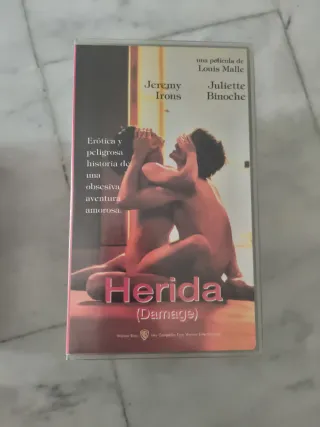 una película de
Louis Malle
Jeremy
Irons
Juliette
Binoche
Erótica y
peligrosa
historia de
una
obsesiva
aventura
amorosa.
Herida
(Damage)